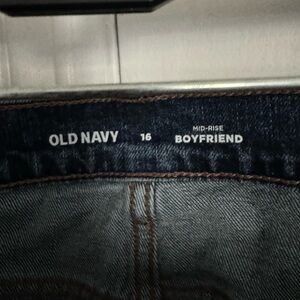 OLD NAVY 16 MID-RISE
BOYFRIEND